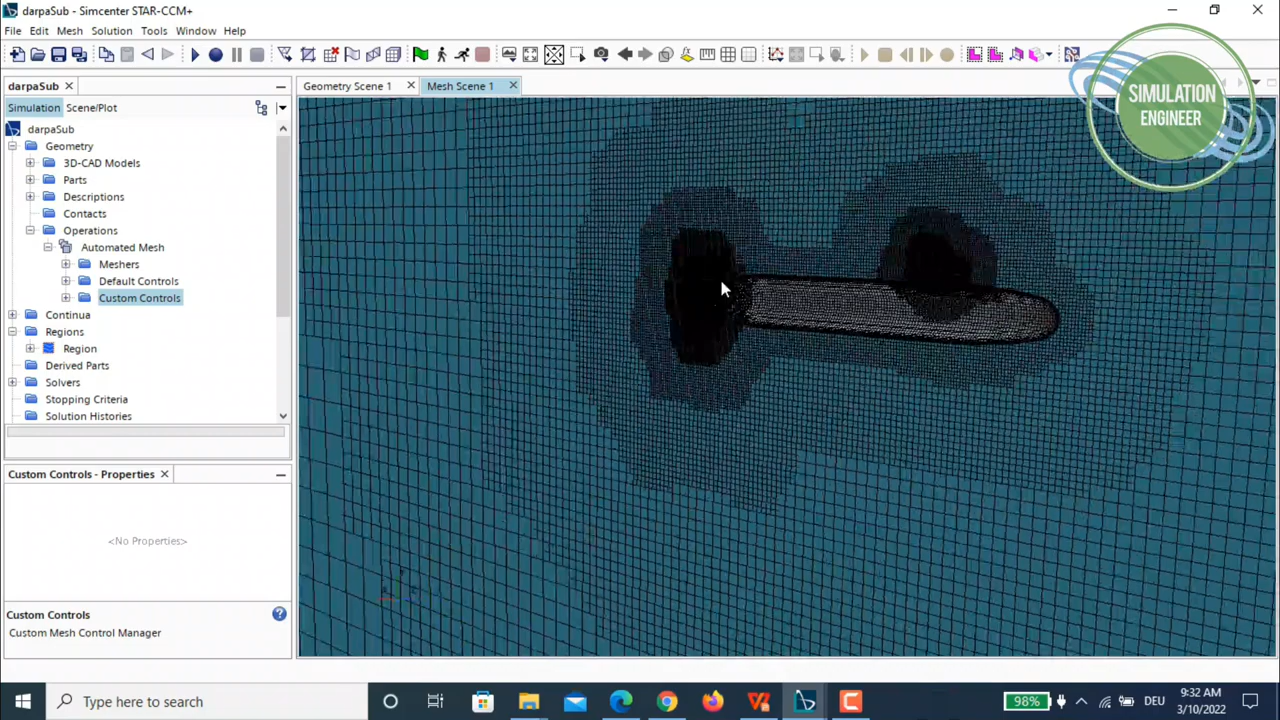 darpaSub - Simcenter STAR-CCM+
File Edit Mesh Solution Tools Window Help
darpaSub
Simulation Scene/Plot
darpaSub
Geometry
3D-CAD Models
Parts
Descriptions
Contacts
Operations
Automated Mesh
Meshers
Default Controls
Custom Controls
Continua
Regions
Region
Derived Parts
Solvers
Stopping Criteria
Solution Histories
Custom Controls - Properties
<No Properties>
Custom Controls
Custom Mesh Control Manager
Geometry Scene 1
Mesh Scene 1
SIMULATION
ENGINEER
Type here to search
98%
DEU
9:32 AM
3/10/2022